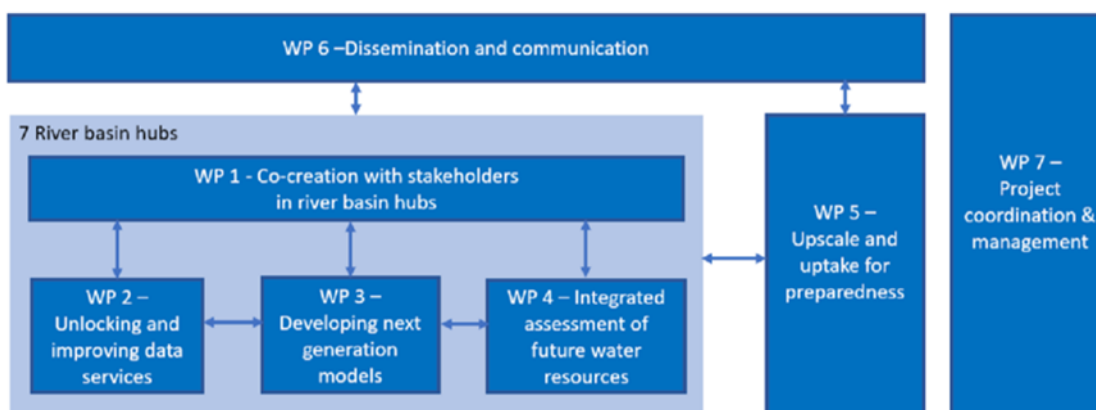 WP 6 –Dissemination and communication
7 River basin hubs
WP 1 - Co-creation with stakeholders
in river basin hubs
WP 2 –
Unlocking and
improving data
services
WP 3 –
Developing next
generation
models
WP 4 – Integrated
assessment of
future water
resources
WP 5 –
Upscale and
uptake for
preparedness
WP 7 –
Project
coordination &
management